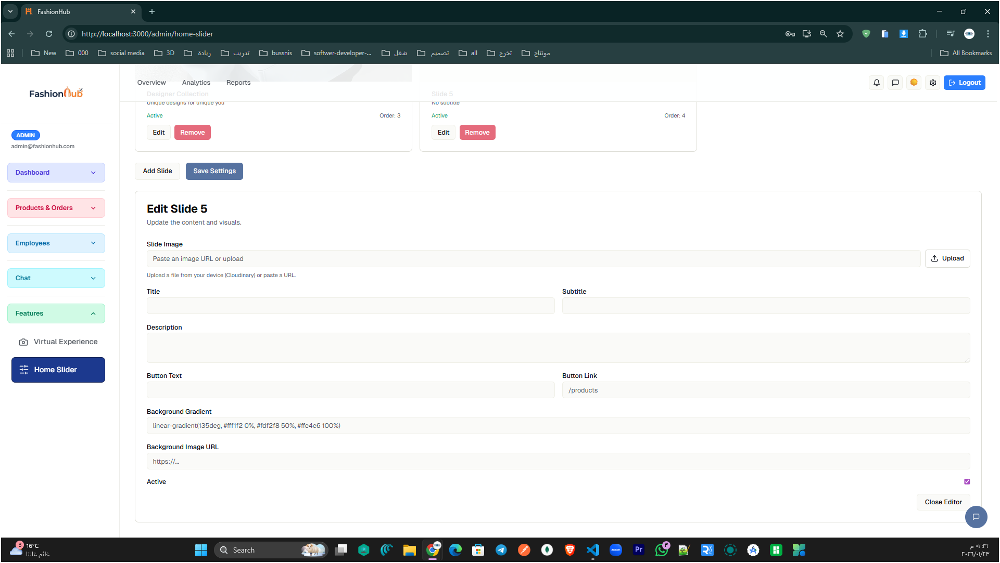 FashionHub
http://localhost:3000/admin/home-slider
New
000
social media
3D
ريادة
تدريب
bussnis
softwer-developer-...
شغل
تصميم
all
تخرج
مونتاج
All Bookmarks
FashionHub
Overview
Analytics
Reports
Logout
Designer Collection
Unique designs for unique you
Active
Order: 3
Edit
Remove
Slide 5
No subtitle
Active
Order: 4
Edit
Remove
ADMIN
admin@fashionhub.com
Dashboard
Products & Orders
Employees
Chat
Features
Virtual Experience
Home Slider
Add Slide
Save Settings
Edit Slide 5
Update the content and visuals.
Slide Image
Paste an image URL or upload
Upload
Upload a file from your device (Cloudinary) or paste a URL.
Title
Subtitle
Description
Button Text
Button Link
/products
Background Gradient
linear-gradient(135deg, #fff1f2 0%, #fdf2f8 50%, #ffe4e6 100%)
Background Image URL
https://...
Active
Close Editor
3
16°C
غائم غالبًا
Search
zoom
Pr
٣
٠٢:٣٢ م
٢٠٢٦/٠١/٢٣